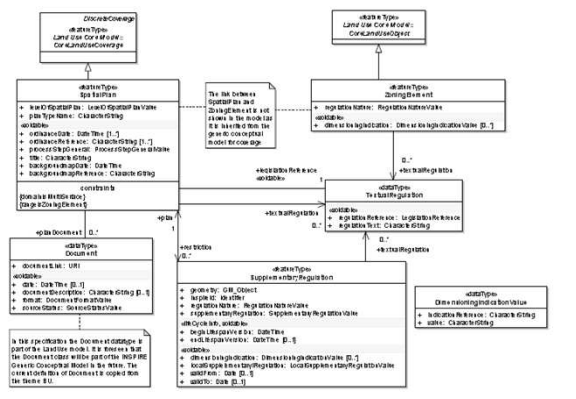 DiscreteCoverage
«featureType»
Land Use Core Model::
CoreLandUseCoverage
«featureType»
Land Use Core Model::
CoreLandUseObject
«featureType»
SpatialPlan
+ levelOfSpatialPlan: LevelOfSpatialPlanValue
+ planTypeName: CharacterString
«voidable»
+ ordinanceDate: DateTime [1..*]
+ ordinanceReference: CharacterString [1..*]
+ processStepGeneral: ProcessStepGeneralValue
+ title: CharacterString
+ backgroundmapDate: DateTime
+ backgroundmapReference: CharacterString
constraints
{domainIsMultiSurface}
{rangeIsZoningElement}
The link between
SpatialPlan and
ZoningElement is not
shown in the model as
it is inherited from the
generic conceptual
model for coverage
«featureType»
ZoningElement
+ regulationNature: RegulationNatureValue
«voidable»
+ dimensioningIndication: DimensioningIndicationValue [0..*]
0..*
+textualRegulation
+legislationReference
«voidable»
1
«dataType»
TextualRegulation
«voidable»
+ regulationReference: LegislationReference
+ regulationText: CharacterString
+textualRegulation
0..*
0..*
+textualRegulation
+plan
1
+planDocument
0..*
+restriction
0..*
«dataType»
Document
+ documentLink: URI
«voidable»
+ date: DateTime [0..1]
+ documentDescription: CharacterString [0..1]
+ format: DocumentFormatValue
+ sourceStatus: SourceStatusValue
«featureType»
SupplementaryRegulation
+ geometry: GM_Object
+ inspireId: Identifier
+ regulationNature: RegulationNatureValue
+ supplementaryRegulation: SupplementaryRegulationValue
«lifeCycleInfo, voidable»
+ beginLifespanVersion: DateTime
+ endLifespanVersion: DateTime [0..1]
«voidable»
+ dimensioningIndication: DimensioningIndicationValue [0..*]
+ localSupplementaryRegulation: LocalSupplementaryRegulationValue
+ validFrom: Date [0..1]
+ validTo: Date [0..1]
«dataType»
DimensioningIndicationValue
+ indicationReference: CharacterString
+ value: CharacterString
In this specification the Document datatype is
part of the Land Use model. It is foreseen that
the Document class will be part of the INSPIRE
Generic Conceptual Model in the future. The
current definition of Document is copied from
the theme BU.